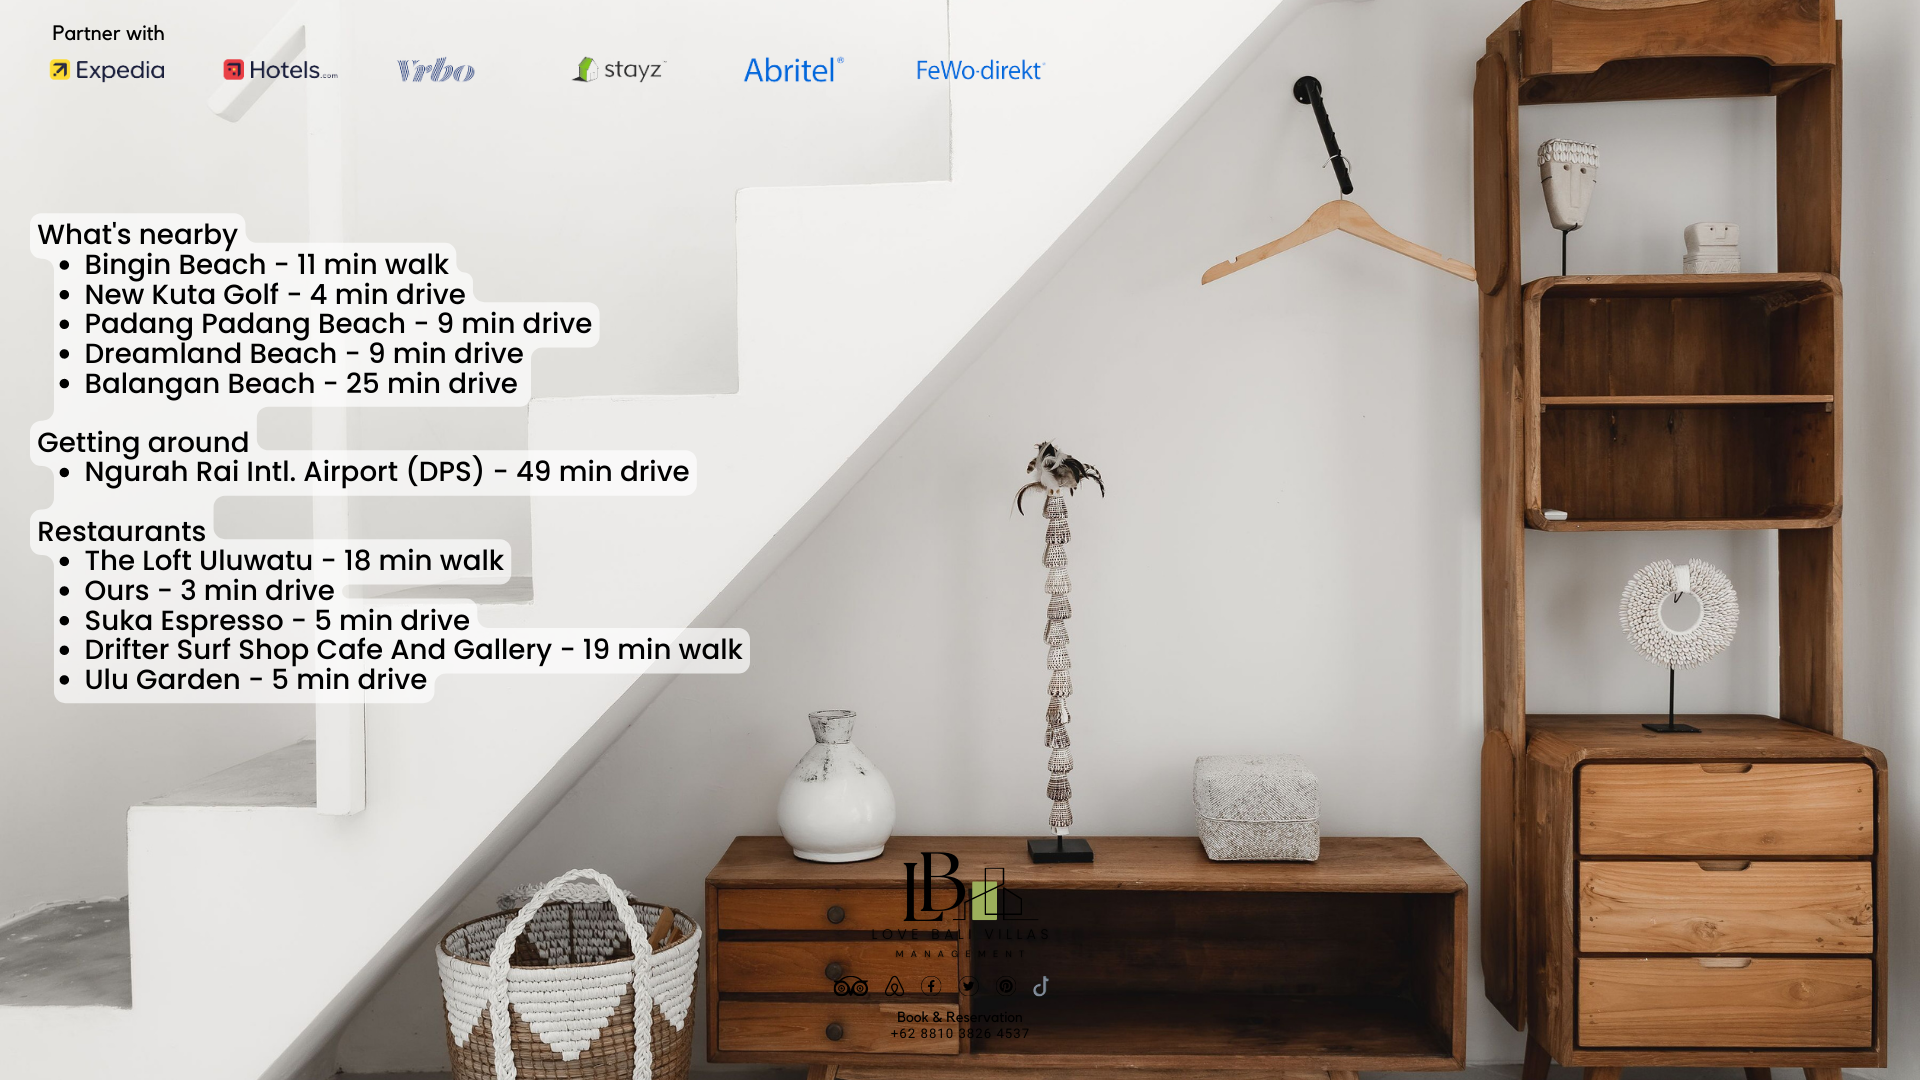 Partner with
Expedia
Hotels.com
Vrbo
stayz
Abritel®
FeWo-direkt
What's nearby
• Bingin Beach - 11 min walk
• New Kuta Golf - 4 min drive
• Padang Padang Beach - 9 min drive
• Dreamland Beach - 9 min drive
• Balangan Beach - 25 min drive
Getting around
• Ngurah Rai Intl. Airport (DPS) - 49 min drive
Restaurants
• The Loft Uluwatu - 18 min walk
• Ours - 3 min drive
• Suka Espresso - 5 min drive
• Drifter Surf Shop Cafe And Gallery - 19 min walk
• Ulu Garden - 5 min drive
LB
LOVE BALI VILLAS
MANAGEMENT
Book & Reservation
+62 8810 3826 4537